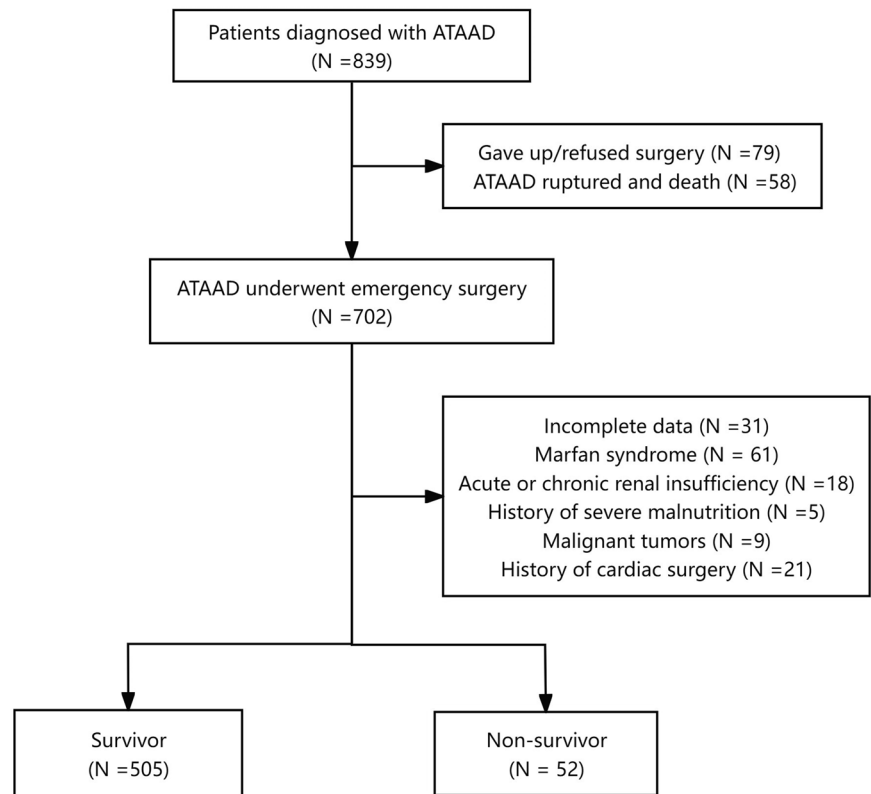 Patients diagnosed with ATAAD
(N =839)
Gave up/refused surgery (N =79)
ATAAD ruptured and death (N =58)
ATAAD underwent emergency surgery
(N =702)
Incomplete data (N =31)
Marfan syndrome (N = 61)
Acute or chronic renal insufficiency (N =18)
History of severe malnutrition (N =5)
Malignant tumors (N =9)
History of cardiac surgery (N =21)
Survivor
(N =505)
Non-survivor
(N = 52)